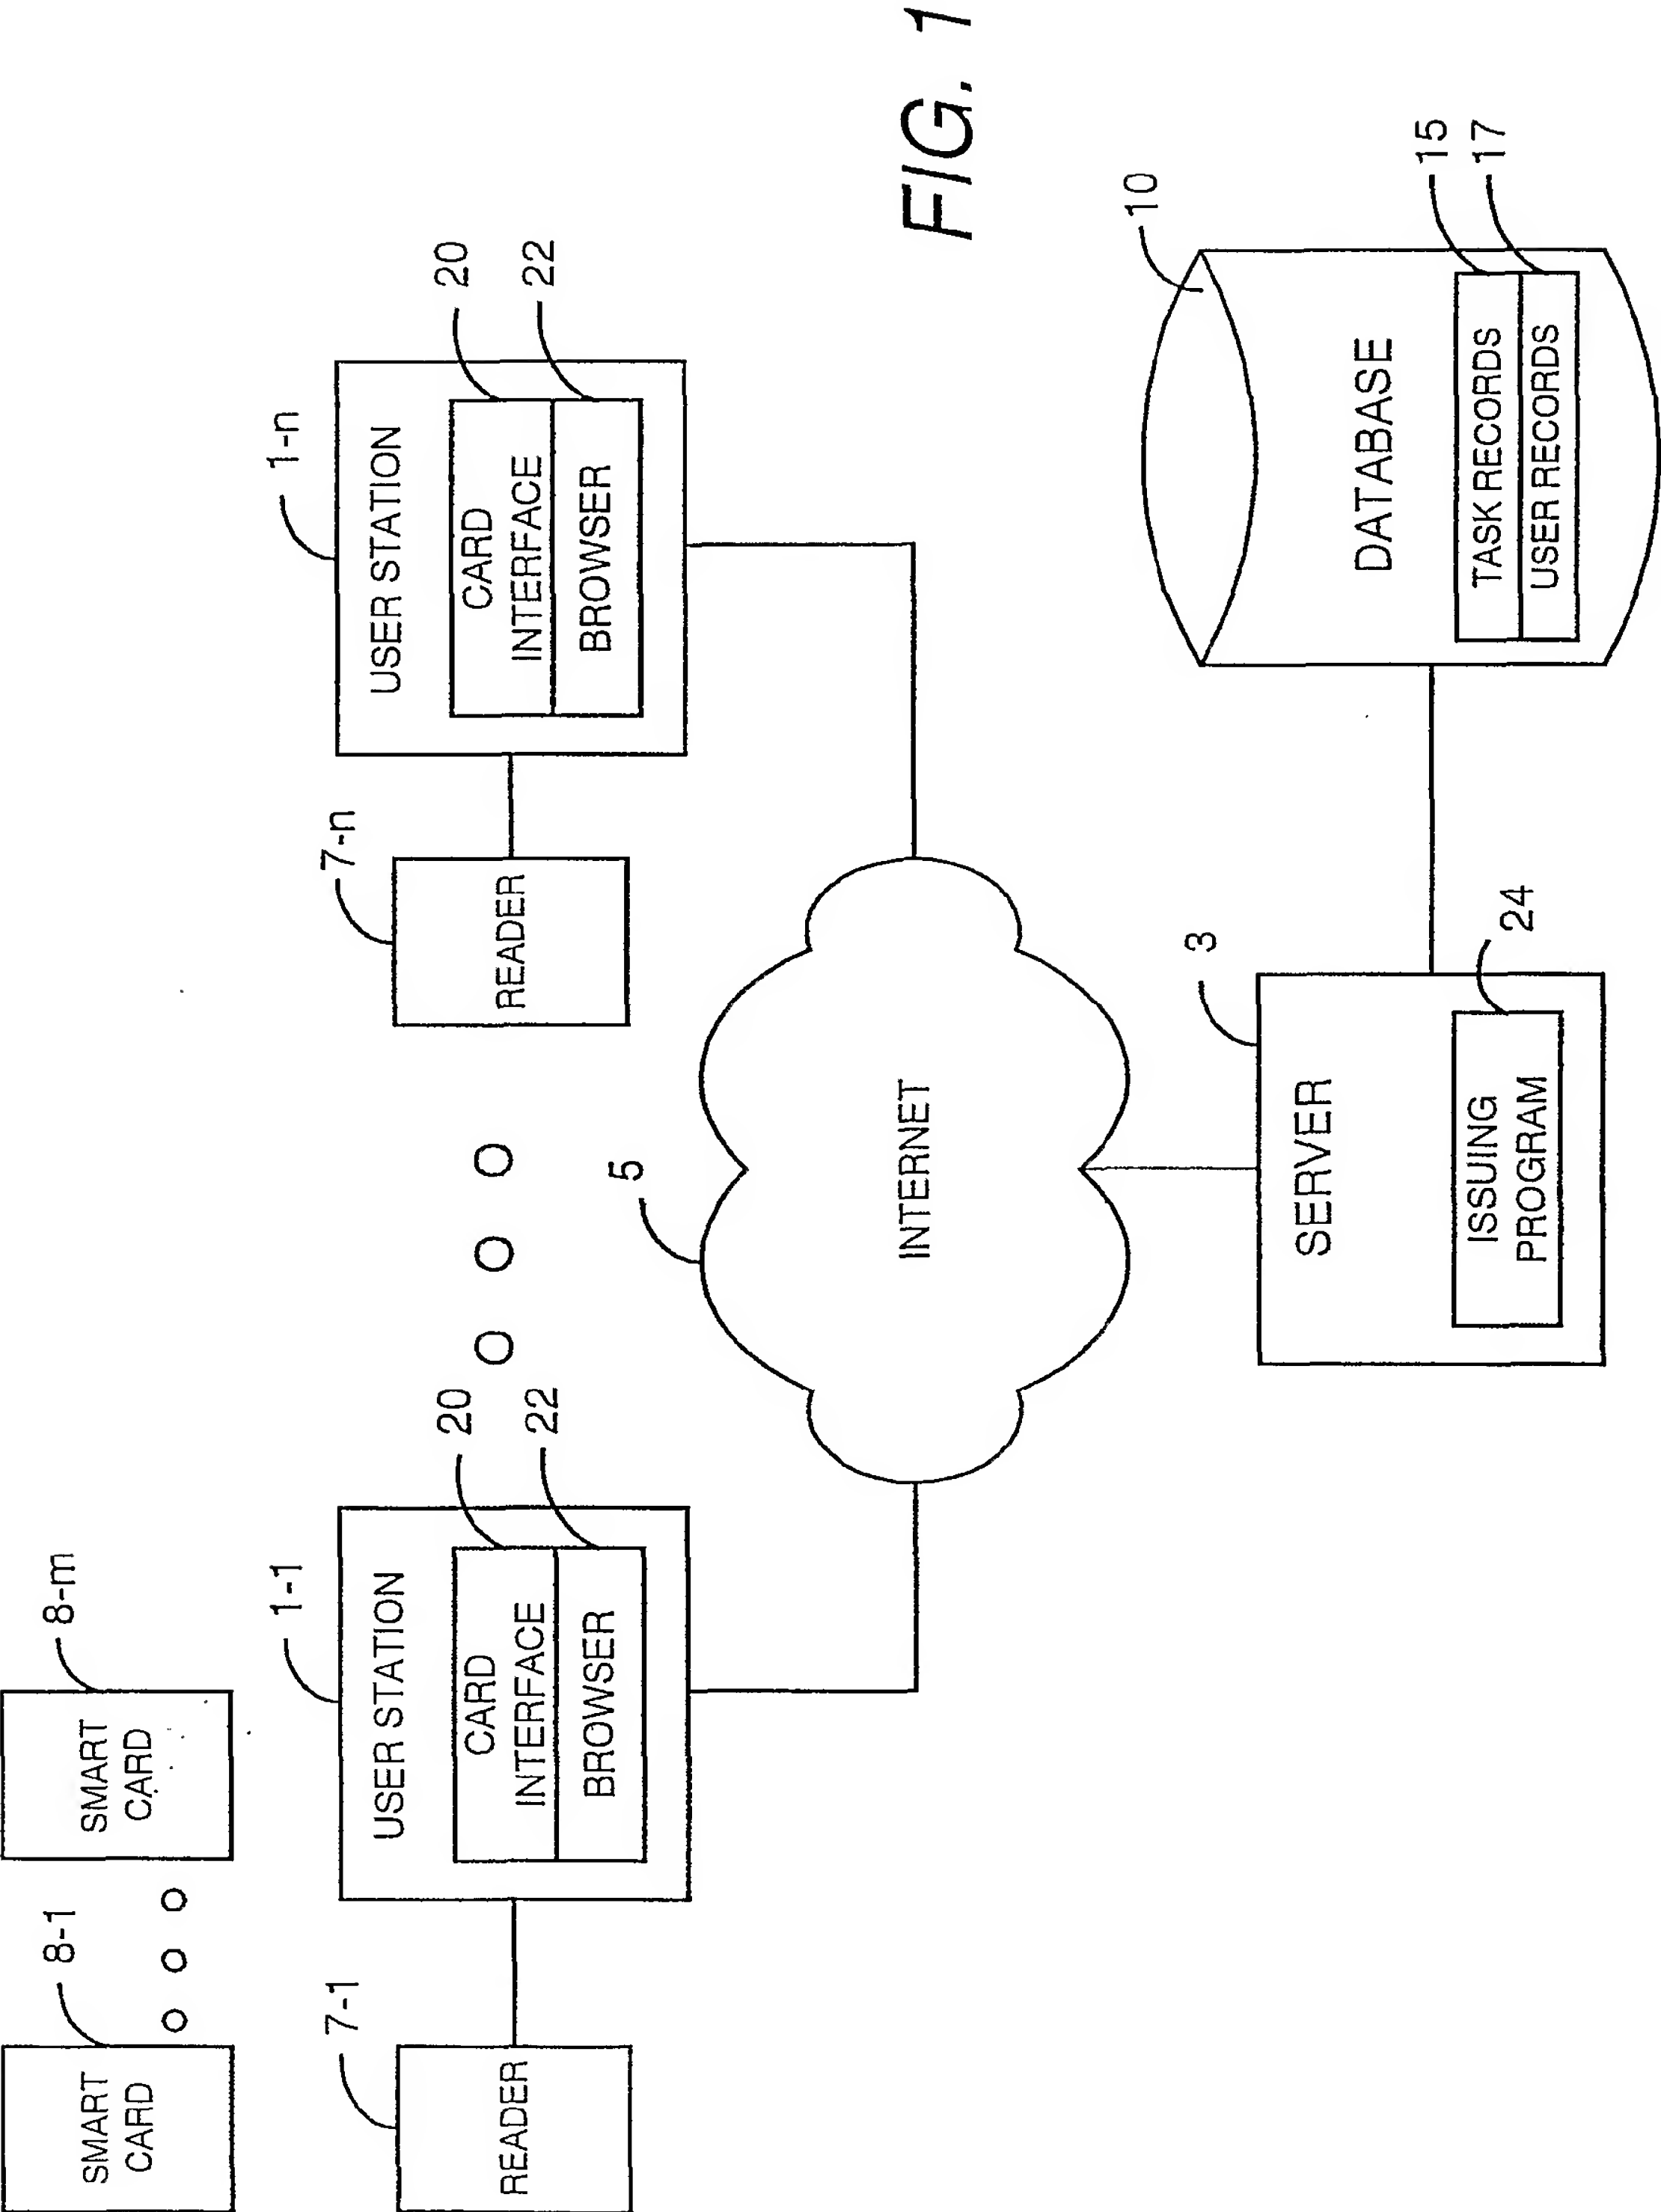 8-1
SMART
CARD
8-m
SMART
CARD
7-1
READER
1-1
USER STATION
CARD
INTERFACE
BROWSER
20
22
7-n
READER
1-n
USER STATION
CARD
INTERFACE
BROWSER
20
22
5
INTERNET
FIG. 1
3
SERVER
ISSUING
PROGRAM
24
10
DATABASE
TASK RECORDS
USER RECORDS
15
17